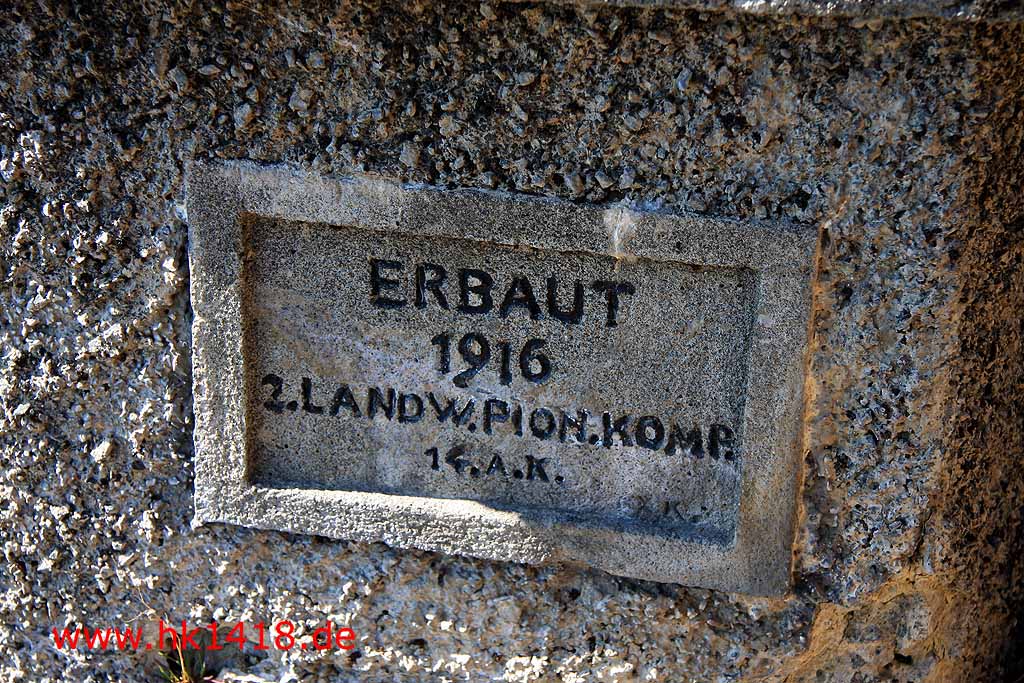 ERBAUT
1916
2.LANDW.PION.KOMP.
14.A.K.
www.hk1418.de